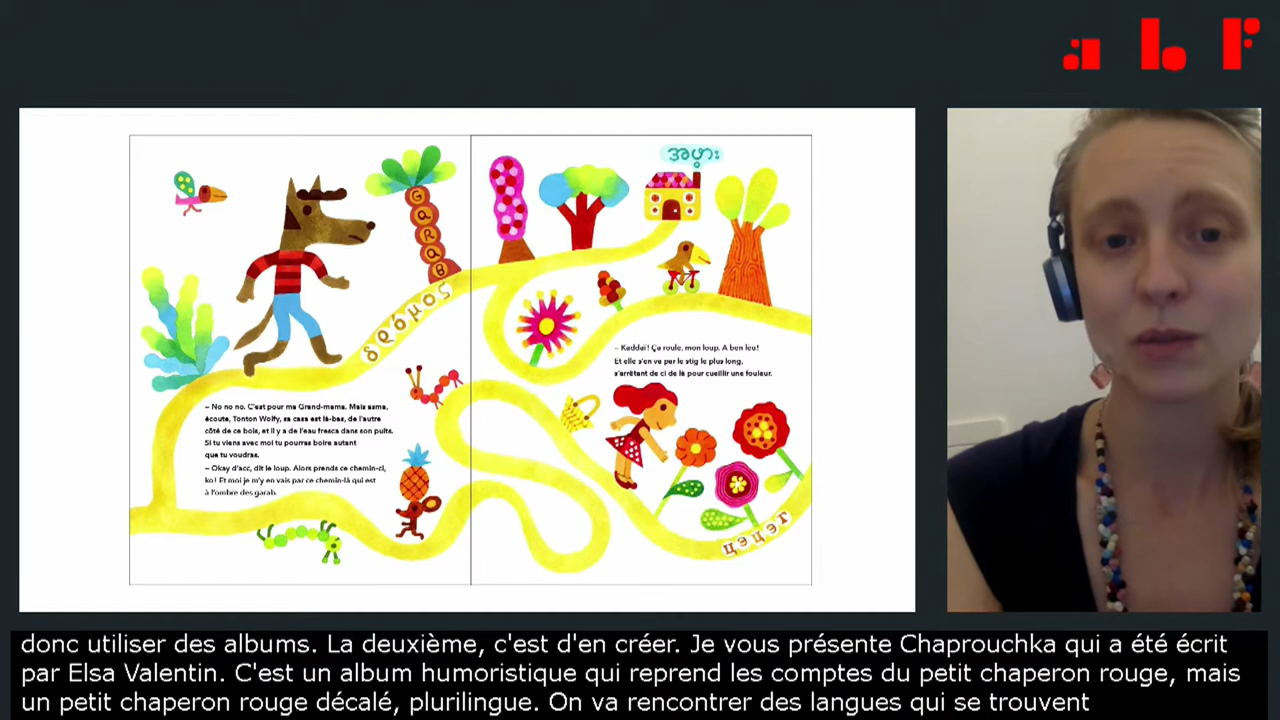 abf
အဖွား
GaRaB
δρόμος
– No no no. C'est pour ma Grand-mama. Mais asma,
écoute, Tonton Wolfy, sa casa est là-bas, de l'autre
côté de ce bois, et il y a de l'eau fresca dans son puits.
Si tu viens avec moi tu pourras boire autant
que tu voudras.
– Okay d'acc, dit le loup. Alors prends ce chemin-ci,
ko! Et moi je m'y en vais par ce chemin-là qui est
à l'ombre des garab.
– Kaddaï! Ça roule, mon loup. A ben leu!
Et elle s'en va per le stig le plus long,
s'arrêtant de ci de là pour cueillir une fouleur.
цецег
donc utiliser des albums. La deuxième, c'est d'en créer. Je vous présente Chaprouchka qui a été écrit
par Elsa Valentin. C'est un album humoristique qui reprend les comptes du petit chaperon rouge, mais
un petit chaperon rouge décalé, plurilingue. On va rencontrer des langues qui se trouvent